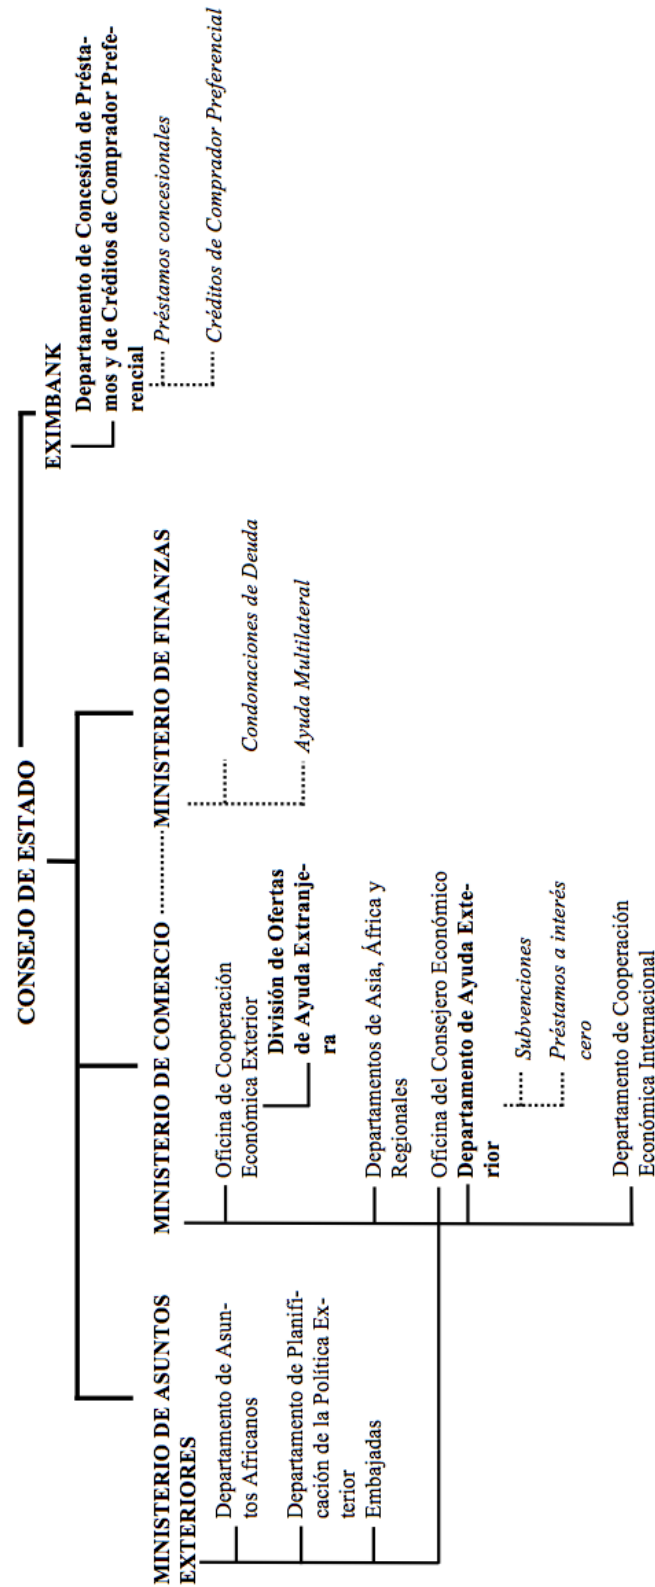 CONSEJO DE ESTADO
MINISTERIO DE ASUNTOS
EXTERIORES
Departamento de Asun-
tos Africanos
Departamento de Planifi-
cación de la Política Ex-
terior
Embajadas
MINISTERIO DE COMERCIO
Oficina de Cooperación
Económica Exterior
División de Ofertas
de Ayuda Extranje-
ra
Departamentos de Asia, África y
Regionales
Oficina del Consejero Económico
Departamento de Ayuda Exte-
rior
Subvenciones
Préstamos a interés
cero
Departamento de Cooperación
Económica Internacional
MINISTERIO DE FINANZAS
Condonaciones de Deuda
Ayuda Multilateral
EXIMBANK
Departamento de Concesión de Présta-
mos y de Créditos de Comprador Prefe-
rencial
Préstamos concesionales
Créditos de Comprador Preferencial